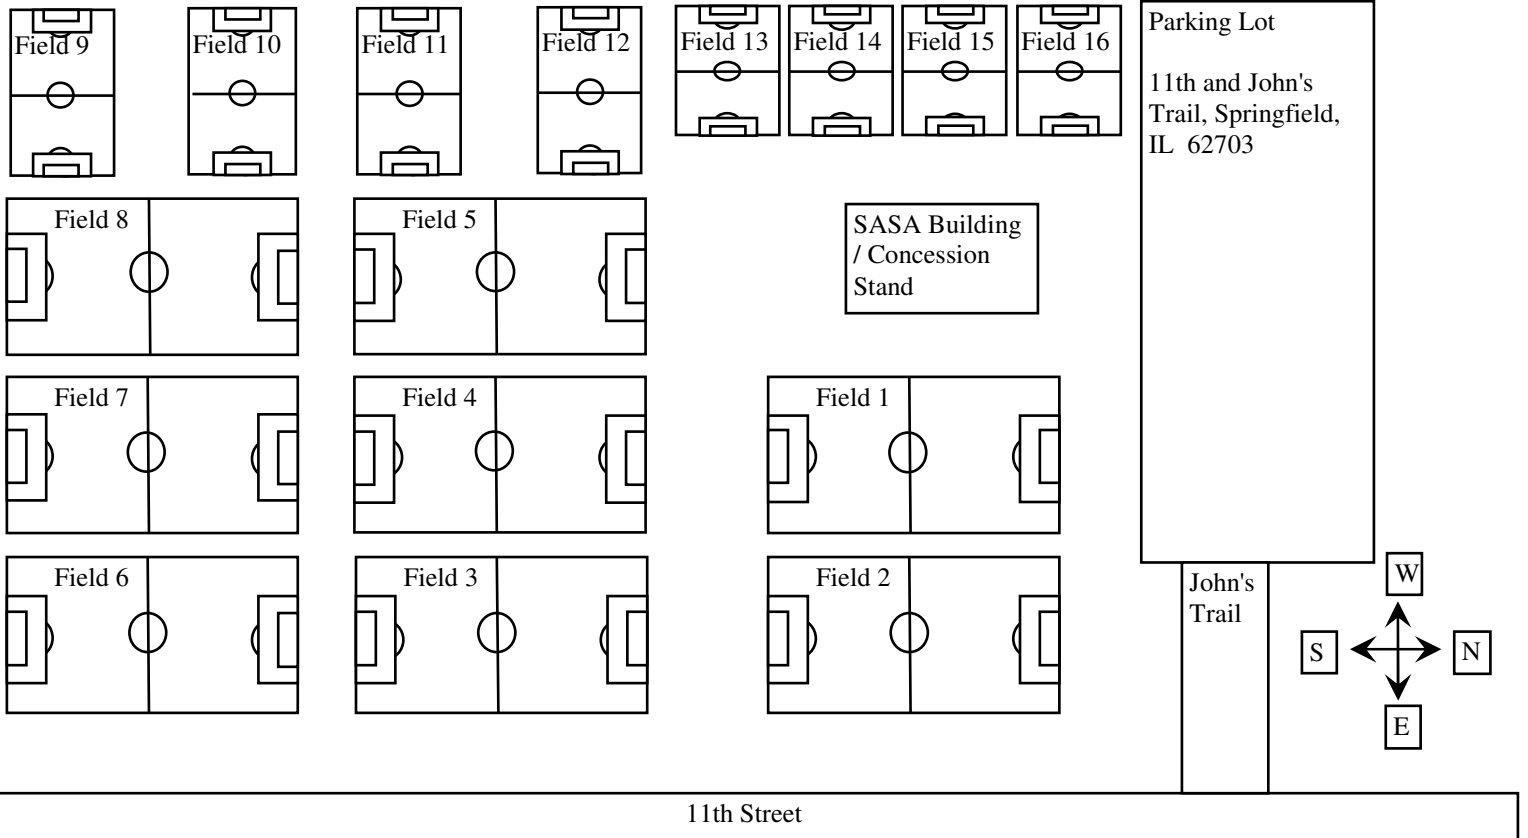 Field 9
Field 10
Field 11
Field 12
Field 13
Field 14
Field 15
Field 16
Parking Lot
11th and John's
Trail, Springfield,
IL 62703
Field 8
Field 5
SASA Building
/ Concession
Stand
Field 7
Field 4
Field 1
Field 6
Field 3
Field 2
John's
Trail
W
S
N
E
11th Street